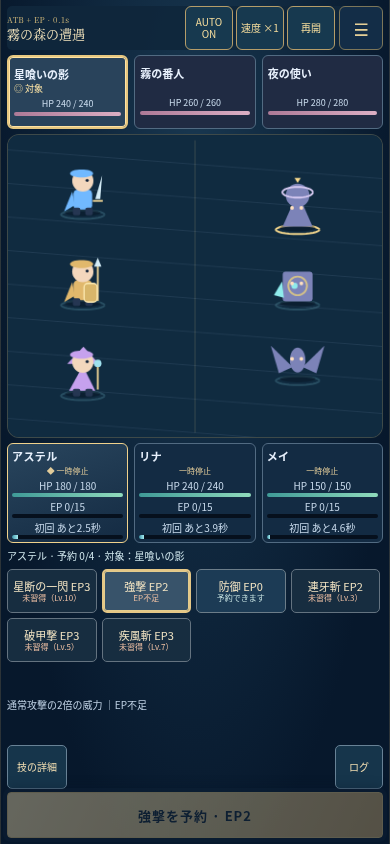 ATB + EP · 0.1s
霧の森の遭遇
AUTO
ON
速度 ×1
再開
☰
星喰いの影
◎ 対象
HP 240 / 240
霧の番人
HP 260 / 260
夜の使い
HP 280 / 280
アステル
◆ 一時停止
HP 180 / 180
EP 0/15
初回 あと2.5秒
リナ
一時停止
HP 240 / 240
EP 0/15
初回 あと3.9秒
メイ
一時停止
HP 150 / 150
EP 0/15
初回 あと4.6秒
アステル · 予約 0/4 · 対象：星喰いの影
星断の一閃 EP3
未習得（Lv.10）
強撃 EP2
EP不足
防御 EP0
予約できます
連牙斬 EP2
未習得（Lv.3）
破甲撃 EP3
未習得（Lv.5）
疾風斬 EP3
未習得（Lv.7）
通常攻撃の2倍の威力 ｜ EP不足
技の詳細
ログ
強撃を予約 · EP2